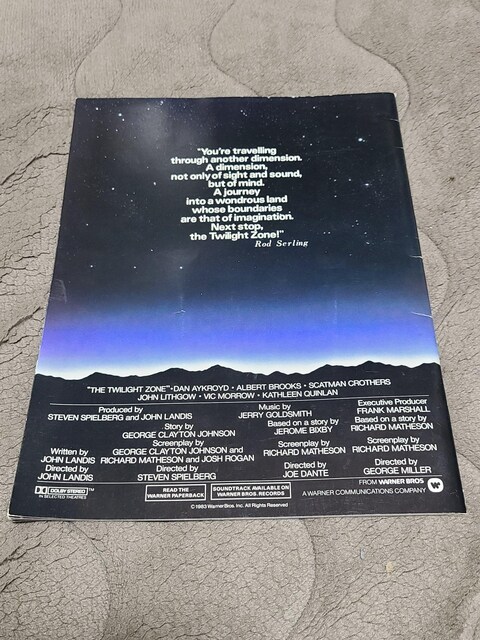 "You're travelling
through another dimension.
A dimension,
not only of sight and sound,
but of mind.
A journey
into a wondrous land
whose boundaries
are that of imagination.
Next stop,
the Twilight Zone!"
Rod Serling
"THE TWILIGHT ZONE" • DAN AYKROYD • ALBERT BROOKS • SCATMAN CROTHERS
JOHN LITHGOW • VIC MORROW • KATHLEEN QUINLAN
Produced by
STEVEN SPIELBERG and JOHN LANDIS
Music by
JERRY GOLDSMITH
Executive Producer
FRANK MARSHALL
Written by
JOHN LANDIS
Directed by
JOHN LANDIS
Story by
GEORGE CLAYTON JOHNSON
Screenplay by
GEORGE CLAYTON JOHNSON and
RICHARD MATHESON and JOSH ROGAN
Directed by
STEVEN SPIELBERG
Based on a story by
JEROME BIXBY
Screenplay by
RICHARD MATHESON
Directed by
JOE DANTE
Based on a story by
RICHARD MATHESON
Screenplay by
RICHARD MATHESON
Directed by
GEORGE MILLER
DOLBY STEREO ™
IN SELECTED THEATRES
READ THE
WARNER PAPERBACK
SOUNDTRACK AVAILABLE ON
WARNER BROS. RECORDS
FROM WARNER BROS
A WARNER COMMUNICATIONS COMPANY
©1983 Warner Bros. Inc. All Rights Reserved